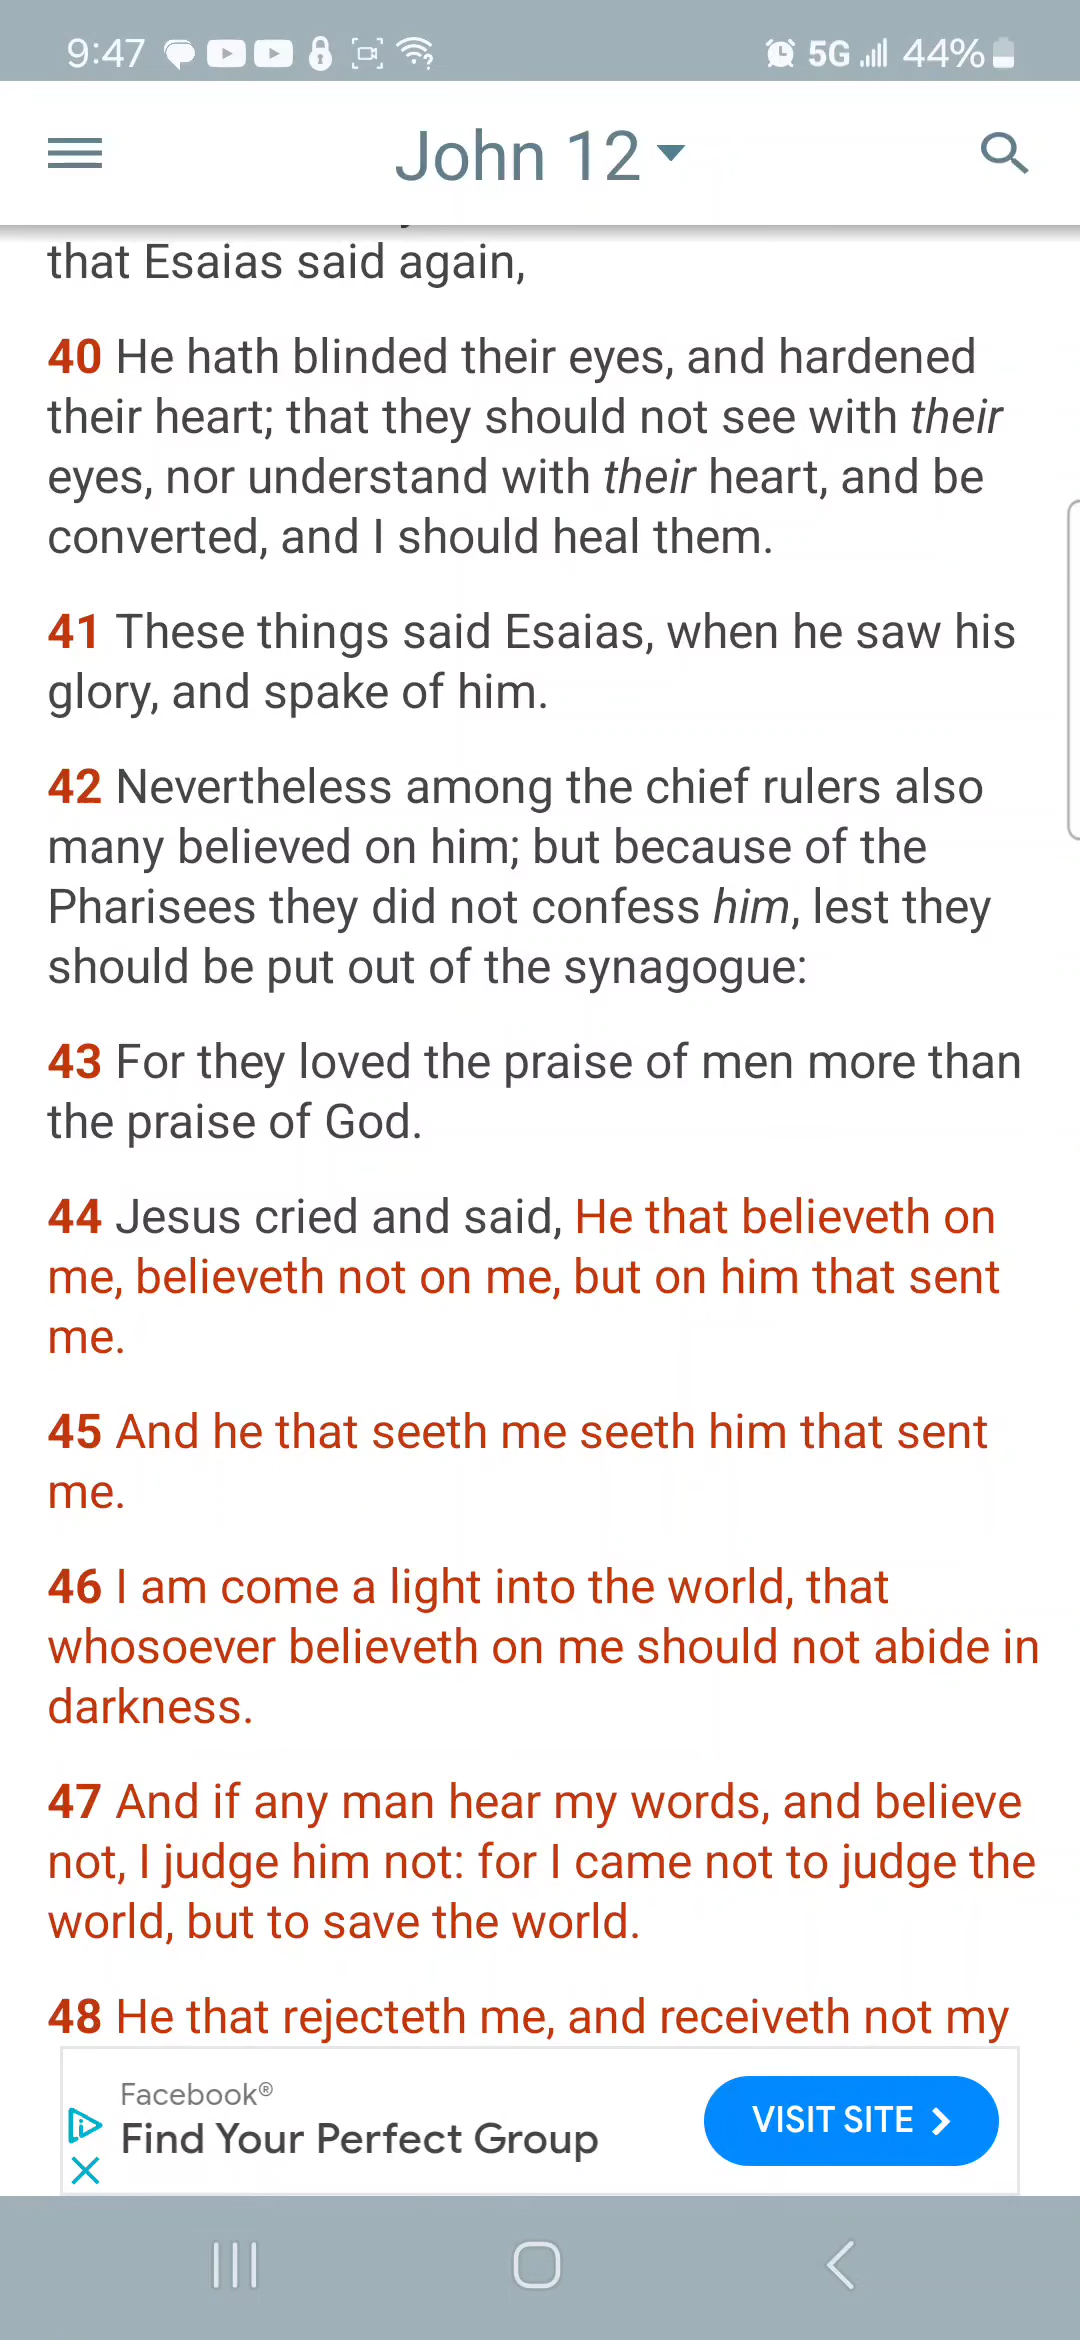 9:47
5G 44%
John 12
that Esaias said again,
40 He hath blinded their eyes, and hardened
their heart; that they should not see with their
eyes, nor understand with their heart, and be
converted, and I should heal them.
41 These things said Esaias, when he saw his
glory, and spake of him.
42 Nevertheless among the chief rulers also
many believed on him; but because of the
Pharisees they did not confess him, lest they
should be put out of the synagogue:
43 For they loved the praise of men more than
the praise of God.
44 Jesus cried and said, He that believeth on
me, believeth not on me, but on him that sent
me.
45 And he that seeth me seeth him that sent
me.
46 I am come a light into the world, that
whosoever believeth on me should not abide in
darkness.
47 And if any man hear my words, and believe
not, I judge him not: for I came not to judge the
world, but to save the world.
48 He that rejecteth me, and receiveth not my
Facebook®
Find Your Perfect Group
VISIT SITE